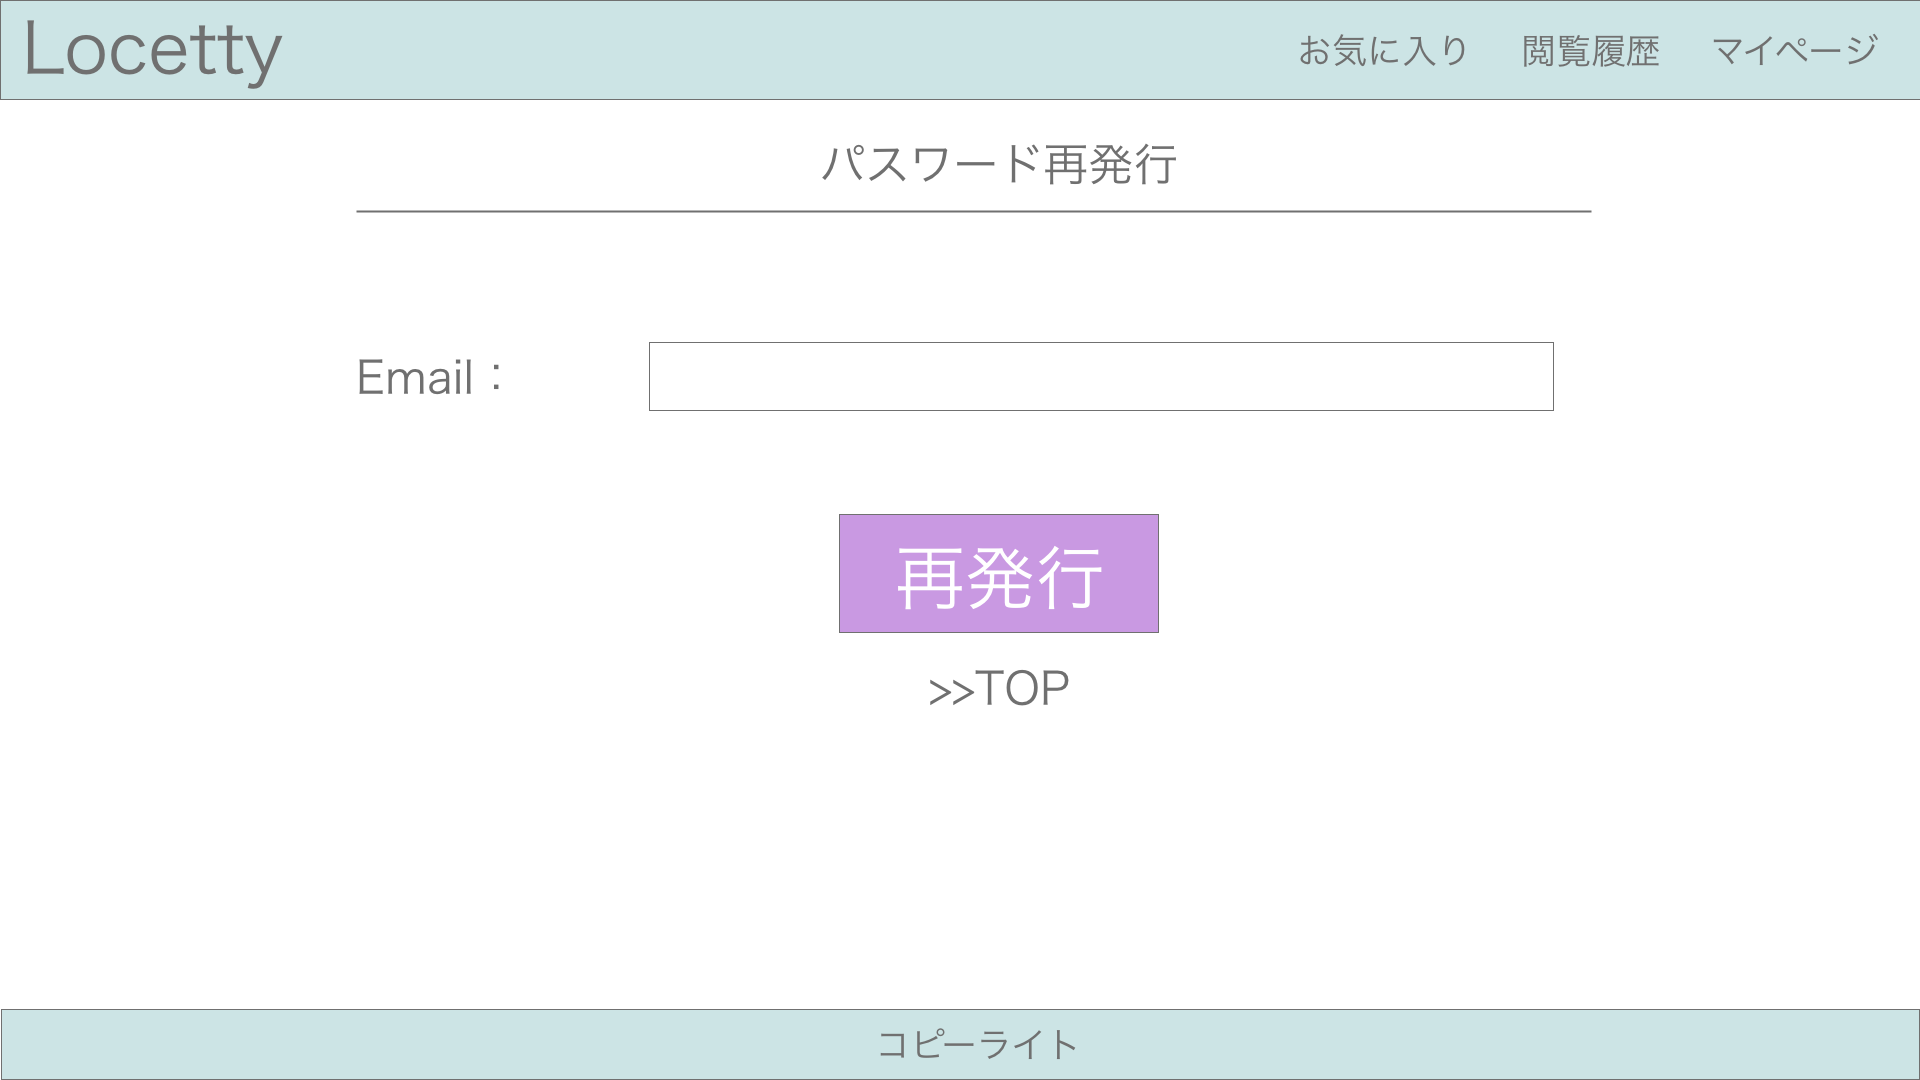 Locetty お気に入り 閲覧履歴 マイページ
パスワード再発行
Email：
再発行
>>TOP
コピーライト